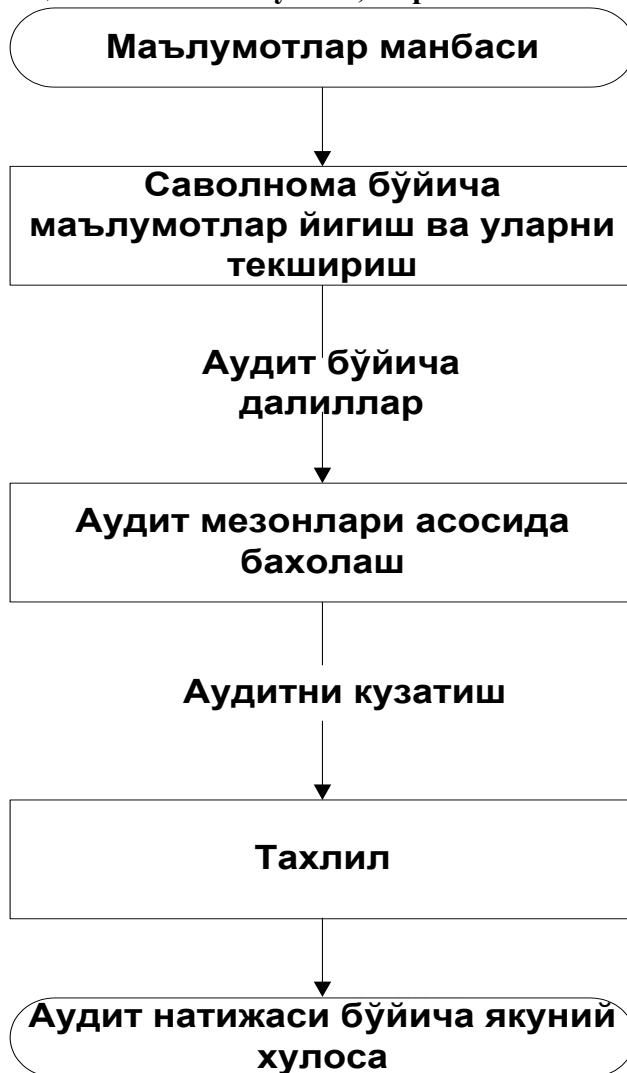 Маълумотлар манбаси
Саволнома бўйича
маълумотлар йигиш ва уларни
текшириш
Аудит бўйича
далиллар
Аудит мезонлари асосида
бахолаш
Аудитни кузатиш
Тахлил
Аудит натижаси бўйича якуний
хулоса